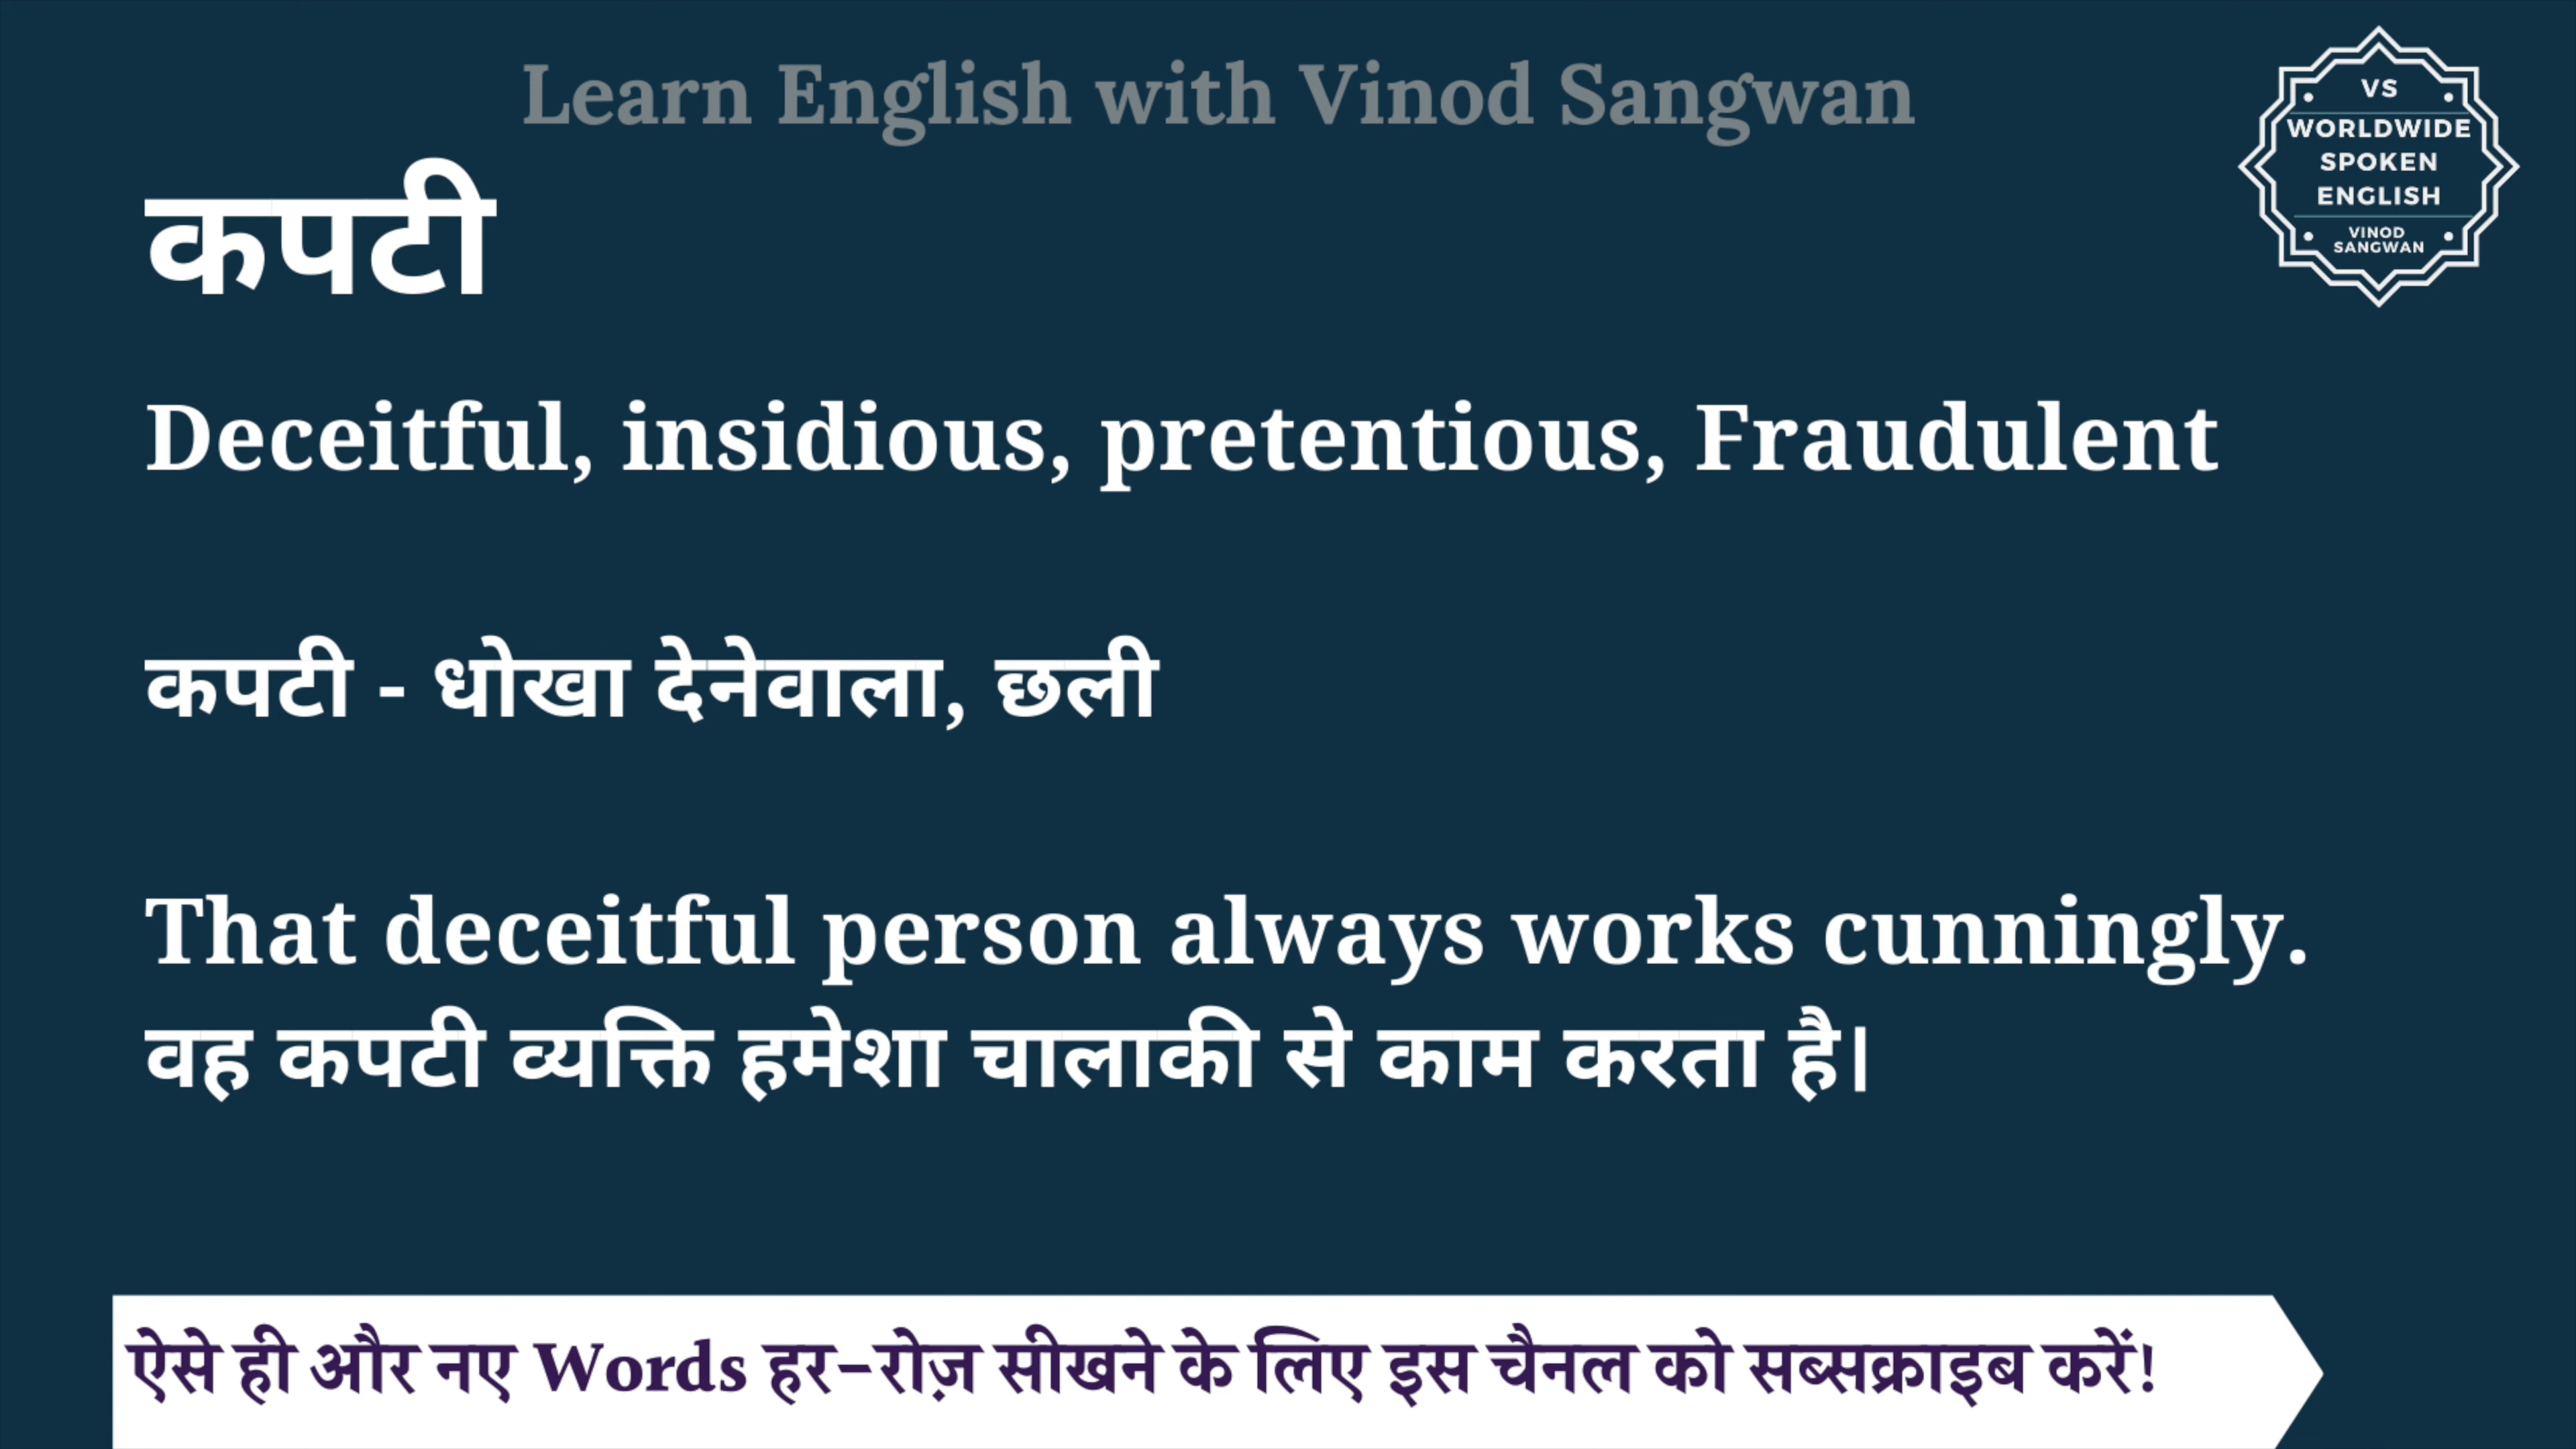 Learn English with Vinod Sangwan
VS
WORLDWIDE
SPOKEN
ENGLISH
VINOD
SANGWAN
कपटी
Deceitful, insidious, pretentious, Fraudulent
कपटी - धोखा देनेवाला, छली
That deceitful person always works cunningly.
वह कपटी व्यक्ति हमेशा चालाकी से काम करता है।
ऐसे ही और नए Words हर-रोज़ सीखने के लिए इस चैनल को सब्सक्राइब करें!